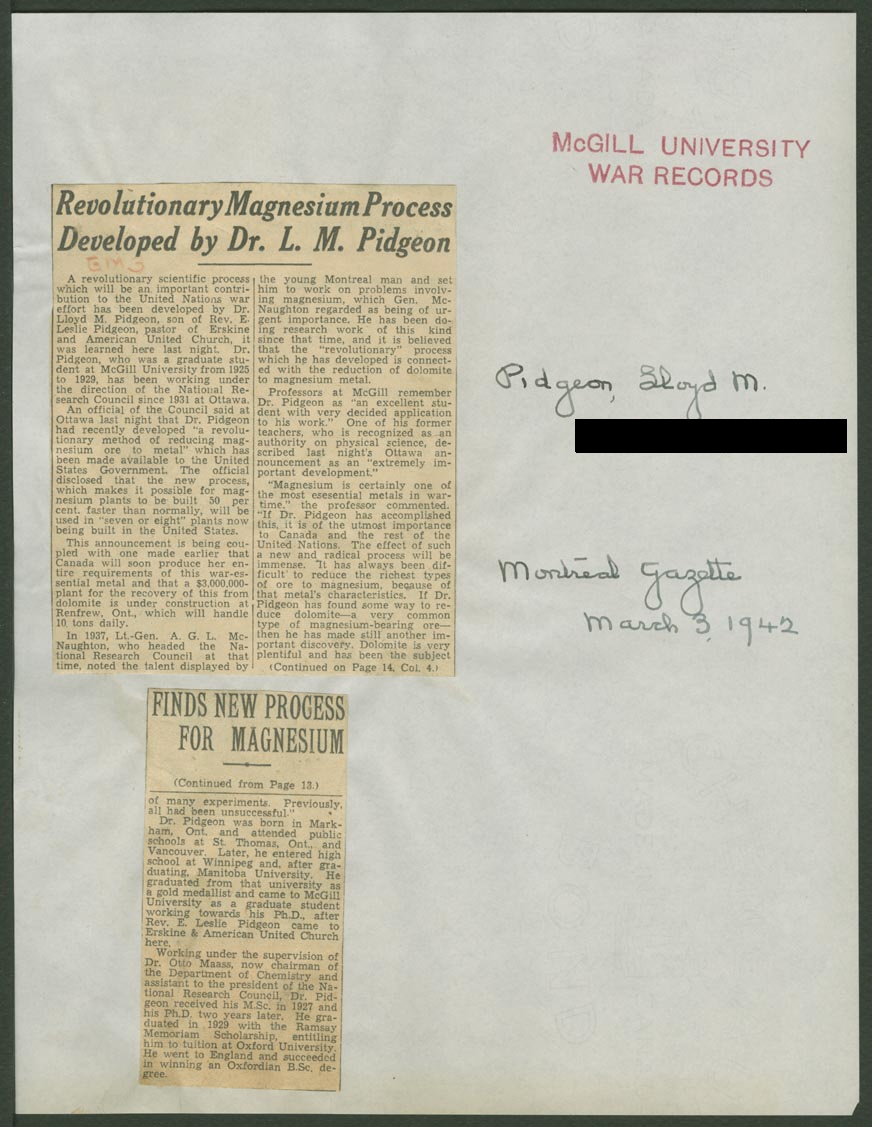 McGILL UNIVERSITY
WAR RECORDS
Revolutionary Magnesium Process
Developed by Dr. L. M. Pidgeon
A revolutionary scientific process
which will be an important contri-
bution to the United Nations war
effort has been developed by Dr.
Lloyd M. Pidgeon, son of Rev. E.
Leslie Pidgeon, pastor of Erskine
and American United Church, it
was learned here last night. Dr.
Pidgeon, who was a graduate stu-
dent at McGill University from 1925
to 1929, has been working under
the direction of the National Re-
search Council since 1931 at Ottawa.
An official of the Council said at
Ottawa last night that Dr. Pidgeon
had recently developed "a revolu-
tionary method of reducing mag-
nesium ore to metal" which has
been made available to the United
States Government. The official
disclosed that the new process,
which makes it possible for mag-
nesium plants to be built 50 per
cent. faster than normally, will be
used in "seven or eight" plants now
being built in the United States.
This announcement is being cou-
pled with one made earlier that
Canada will soon produce her en-
tire requirements of this war-es-
sential metal and that a $3,000,000-
plant for the recovery of this from
dolomite is under construction at
Renfrew, Ont., which will handle
10 tons daily.
In 1937, Lt.-Gen. A. G. L. Mc-
Naughton, who headed the Na-
tional Research Council at that
time, noted the talent displayed by
the young Montreal man and set
him to work on problems involv-
ing magnesium, which Gen. Mc-
Naughton regarded as being of ur-
gent importance. He has been do-
ing research work of this kind
since that time, and it is believed
that the "revolutionary" process
which he has developed is connect-
ed with the reduction of dolomite
to magnesium metal.
Professors at McGill remember
Dr. Pidgeon as "an excellent stu-
dent with very decided application
to his work." One of his former
teachers, who is recognized as an
authority on physical science, de-
scribed last night's Ottawa an-
nouncement as an "extremely im-
portant development."
"Magnesium is certainly one of
the most esesential metals in war-
time," the professor commented.
"If Dr. Pidgeon has accomplished
this, it is of the utmost importance
to Canada and the rest of the
United Nations. The effect of such
a new and radical process will be
immense. It has always been dif-
ficult to reduce the richest types
of ore to magnesium, because of
that metal's characteristics. If Dr.
Pidgeon has found some way to re-
duce dolomite—a very common
type of magnesium-bearing ore—
then he has made still another im-
portant discovery. Dolomite is very
plentiful and has been the subject
(Continued on Page 14, Col. 4.)
Pidgeon, Lloyd M.
Montreal Gazette
March 3, 1942
FINDS NEW PROCESS
FOR MAGNESIUM
(Continued from Page 13.)
of many experiments. Previously,
all had been unsuccessful."
Dr. Pidgeon was born in Mark-
ham, Ont. and attended public
schools at St. Thomas, Ont., and
Vancouver. Later, he entered high
school at Winnipeg and, after gra-
duating, Manitoba University. He
graduated from that university as
a gold medallist and came to McGill
University as a graduate student
working towards his Ph.D., after
Rev. E. Leslie Pidgeon came to
Erskine & American United Church
here.
Working under the supervision of
Dr. Otto Maass, now chairman of
the Department of Chemistry and
assistant to the president of the Na-
tional Research Council, Dr. Pid-
geon received his M.Sc. in 1927 and
his Ph.D. two years later. He gra-
duated in 1929 with the Ramsay
Memoriam Scholarship, entitling
him to tuition at Oxford University.
He went to England and succeeded
in winning an Oxfordian B.Sc. de-
gree.